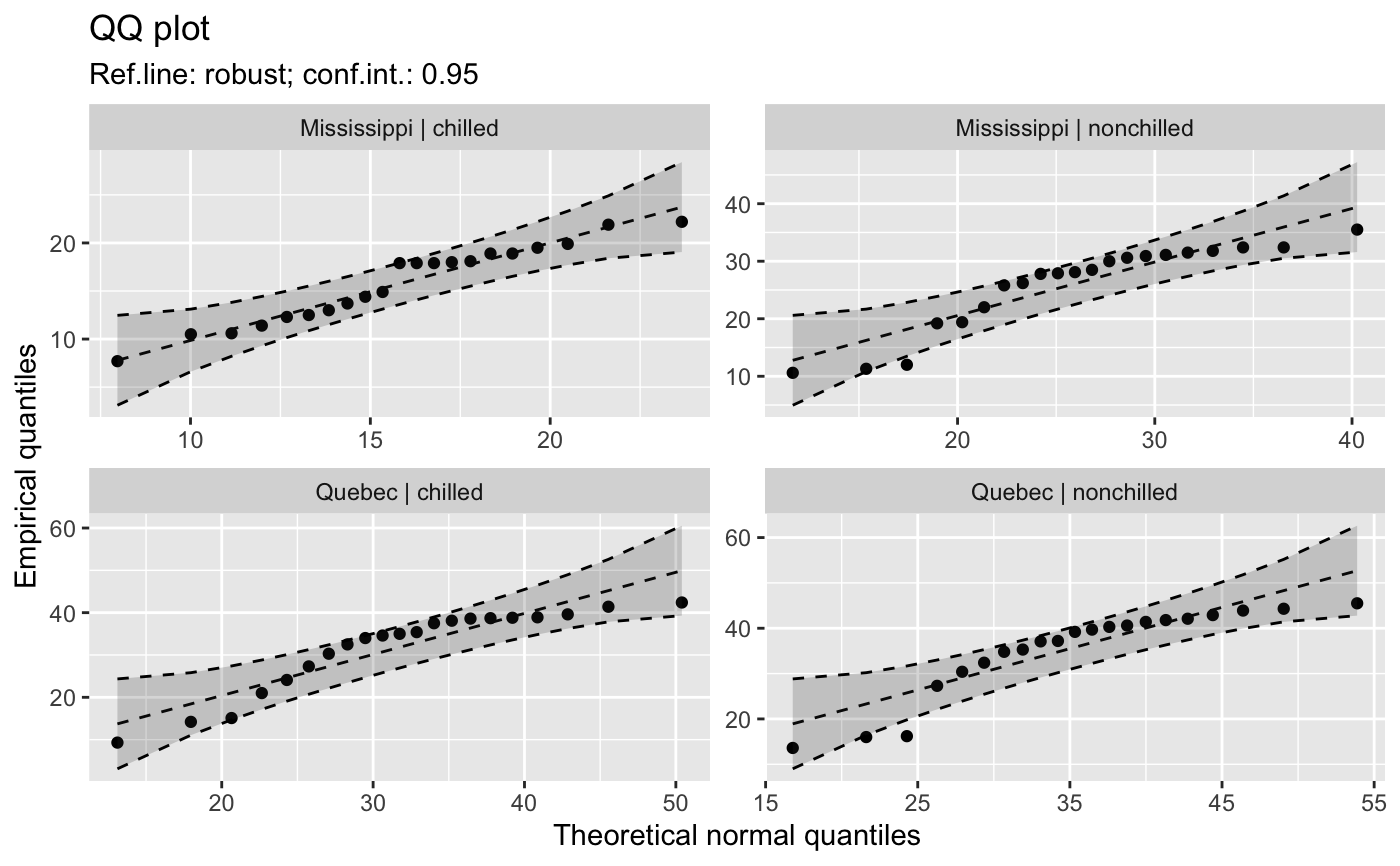 QQ plot
Ref.line: robust; conf.int.: 0.95
Mississippi | chilled
Mississippi | nonchilled
20
10
10 15 20
40
30
20
10
20 30 40
Quebec | chilled
Quebec | nonchilled
60
40
20
20 30 40 50
60
40
20
15 25 35 45 55
Empirical quantiles
Theoretical normal quantiles